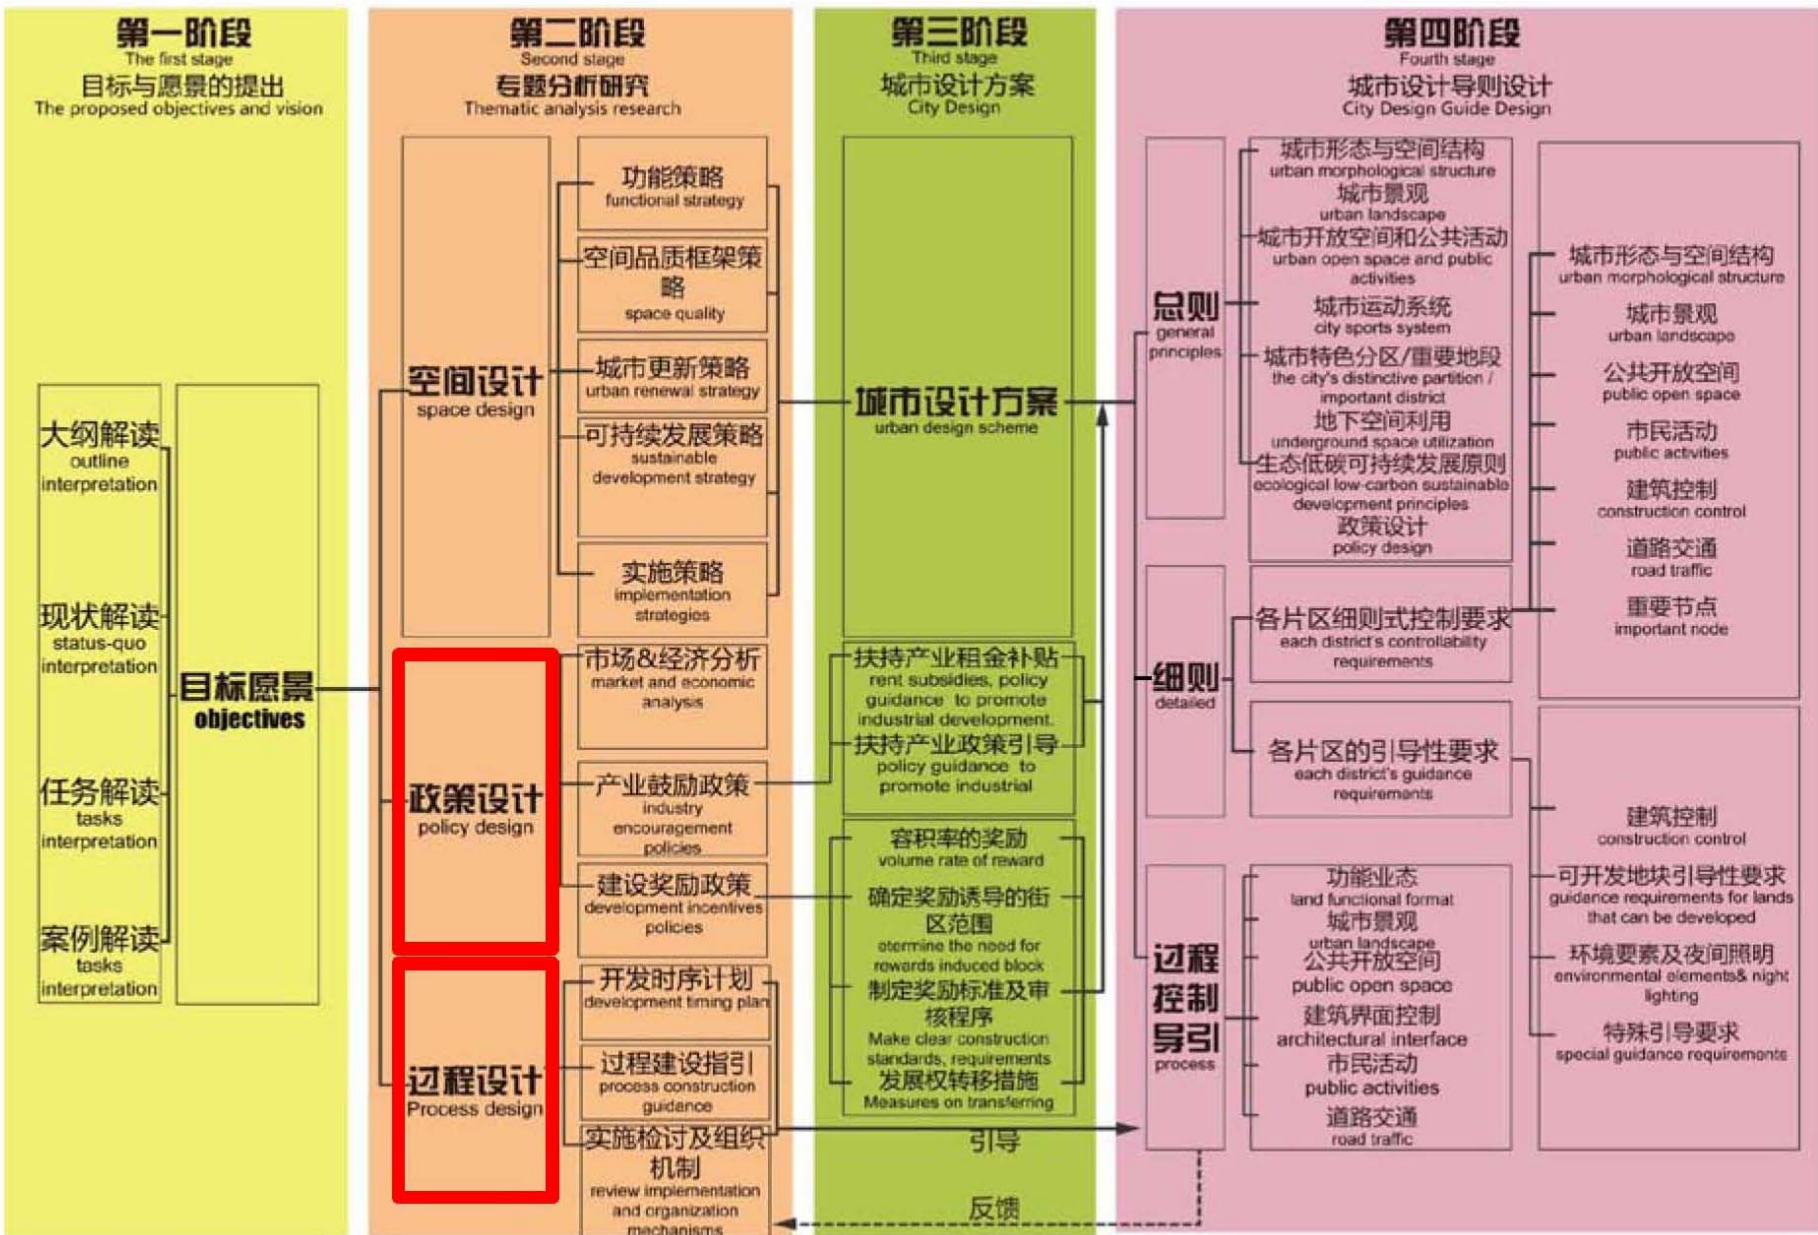 第一阶段
The first stage
目标与愿景的提出
The proposed objectives and vision
大纲解读
outline
interpretation
现状解读
status-quo
interpretation
任务解读
tasks
interpretation
案例解读
tasks
interpretation
目标愿景
objectives
第二阶段
Second stage
专题分析研究
Thematic analysis research
空间设计
space design
功能策略
functional strategy
空间品质框架策
略
space quality
城市更新策略
urban renewal strategy
可持续发展策略
sustainable
development strategy
实施策略
implementation
strategies
政策设计
policy design
市场&经济分析
market and economic
analysis
产业鼓励政策
industry
encouragement
policies
建设奖励政策
development incentives
policies
过程设计
Process design
开发时序计划
development timing plan
过程建设指引
process construction
guidance
实施检讨及组织
机制
review implementation
and organization
mechanisms
第三阶段
Third stage
城市设计方案
City Design
城市设计方案
urban design scheme
扶持产业租金补贴
rent subsidies, policy
guidance to promote
industrial development.
扶持产业政策引导
policy guidance to
promote industrial
容积率的奖励
volume rate of reward
确定奖励诱导的街
区范围
etermine the need for
rewards induced block
制定奖励标准及审
核程序
Make clear construction
standards, requirements
发展权转移措施
Measures on transferring
引导
反馈
第四阶段
Fourth stage
城市设计导则设计
City Design Guide Design
总则
general
principles
城市形态与空间结构
urban morphological structure
城市景观
urban landscape
城市开放空间和公共活动
urban open space and public
activities
城市运动系统
city sports system
城市特色分区/重要地段
the city's distinctive partition /
important district
地下空间利用
underground space utilization
生态低碳可持续发展原则
ecological low-carbon sustainable
development principles
政策设计
policy design
细则
detailed
各片区细则式控制要求
each district's controllability
requirements
各片区的引导性要求
each district's guidance
requirements
过程
控制
导引
process
功能业态
land functional format
城市景观
urban landscape
公共开放空间
public open space
建筑界面控制
architectural interface
市民活动
public activities
道路交通
road traffic
城市形态与空间结构
urban morphological structure
城市景观
urban landscape
公共开放空间
public open space
市民活动
public activities
建筑控制
construction control
道路交通
road traffic
重要节点
important node
建筑控制
construction control
可开发地块引导性要求
guidance requirements for lands
that can be developed
环境要素及夜间照明
environmental elements& night
lighting
特殊引导要求
special guidance requirements